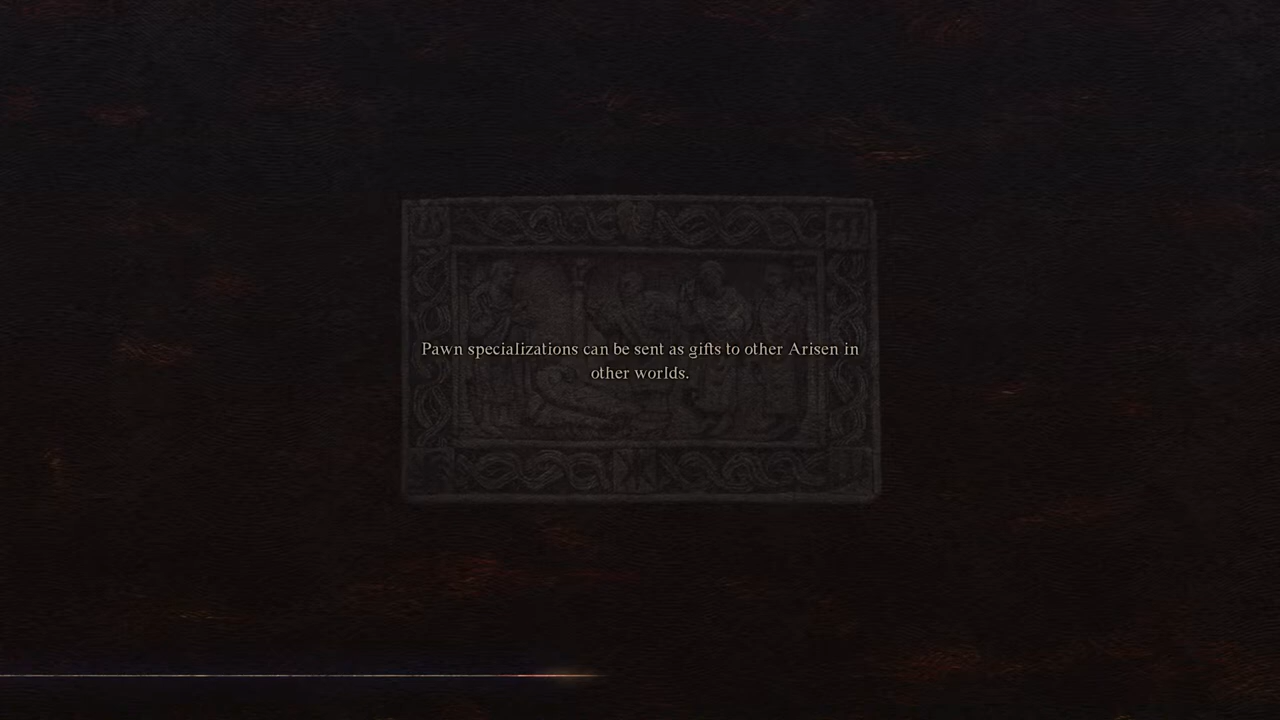 Pawn specializations can be sent as gifts to other Arisen in
other worlds.